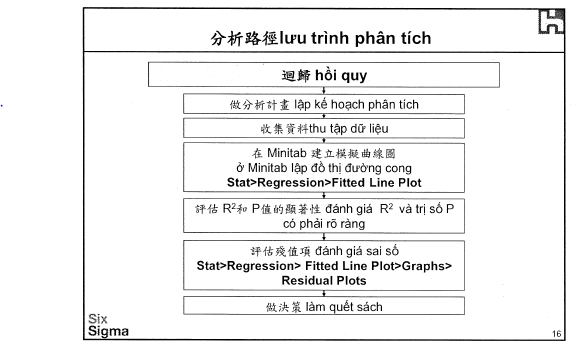 分析路徑lưu trình phân tích
迴歸 hồi quy
做分析計畫 lập kế hoạch phân tích
收集資料thu tập dữ liệu
在 Minitab 建立模擬曲線圖
ở Minitab lập đồ thị đường cong
Stat>Regression>Fitted Line Plot
評估 R²和 P值的顯著性 đánh giá R² và trị số P
có phải rõ ràng
評估殘值項 đánh giá sai số
Stat>Regression> Fitted Line Plot>Graphs>
Residual Plots
做決策 làm quết sách
Six
Sigma
16